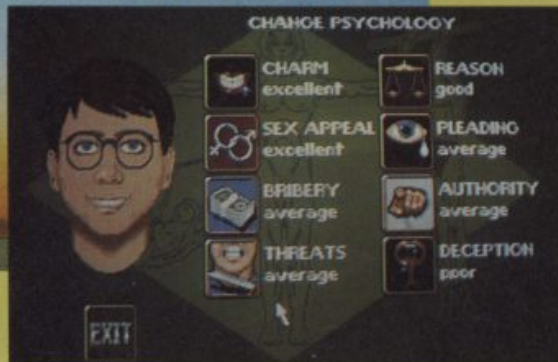 CHANGE PSYCHOLOGY
CHARM
excellent
REASON
good
SEX APPEAL
excellent
PLEADING
average
BRIBERY
average
AUTHORITY
average
THREATS
average
DECEPTION
poor
EXIT